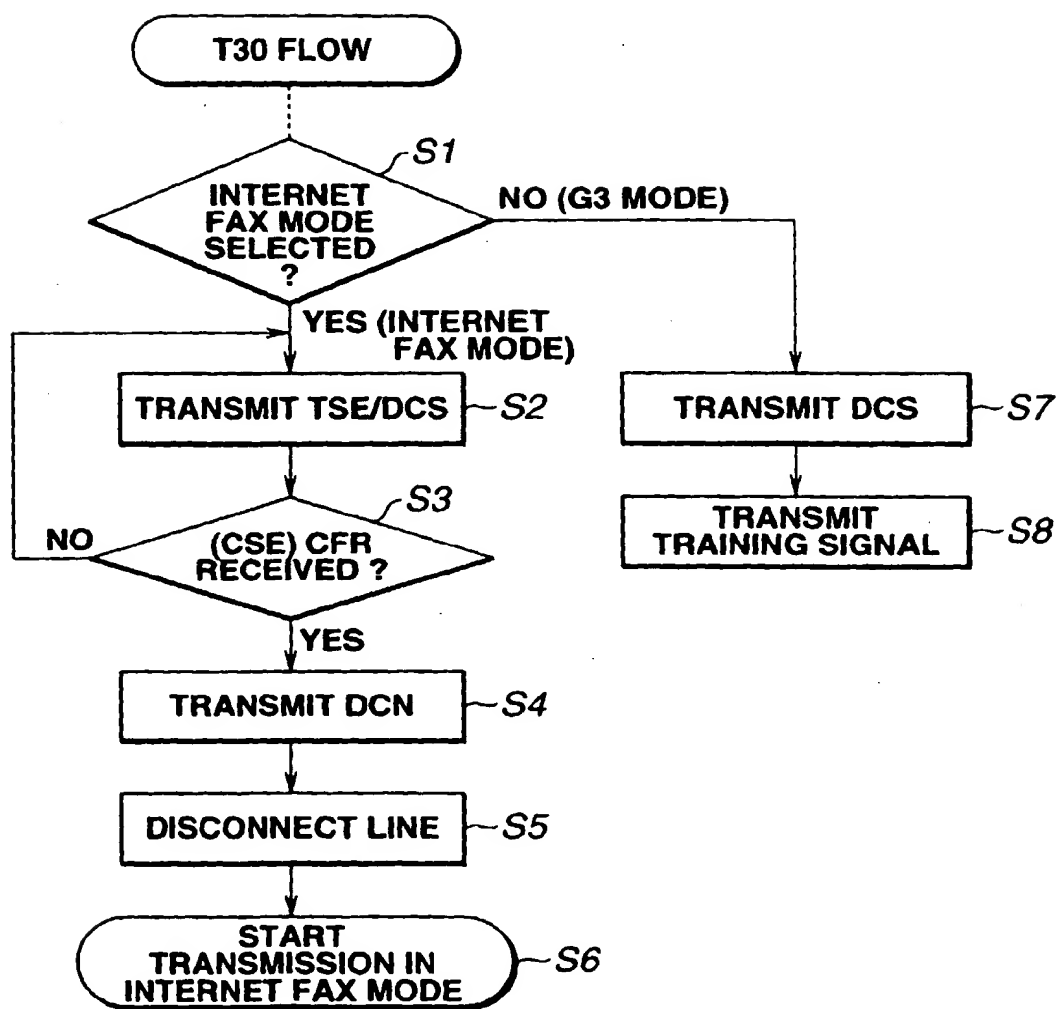 T30 FLOW
S1
INTERNET
FAX MODE
SELECTED
?
NO (G3 MODE)
YES (INTERNET
FAX MODE)
TRANSMIT TSE/DCS
S2
TRANSMIT DCS
S7
S3
NO
(CSE) CFR
RECEIVED ?
TRANSMIT
TRAINING SIGNAL
S8
YES
TRANSMIT DCN
S4
DISCONNECT LINE
S5
START
TRANSMISSION IN
INTERNET FAX MODE
S6